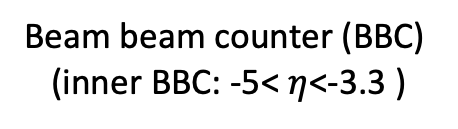 Beam beam counter (BBC)
(inner BBC: -5< η<-3.3 )